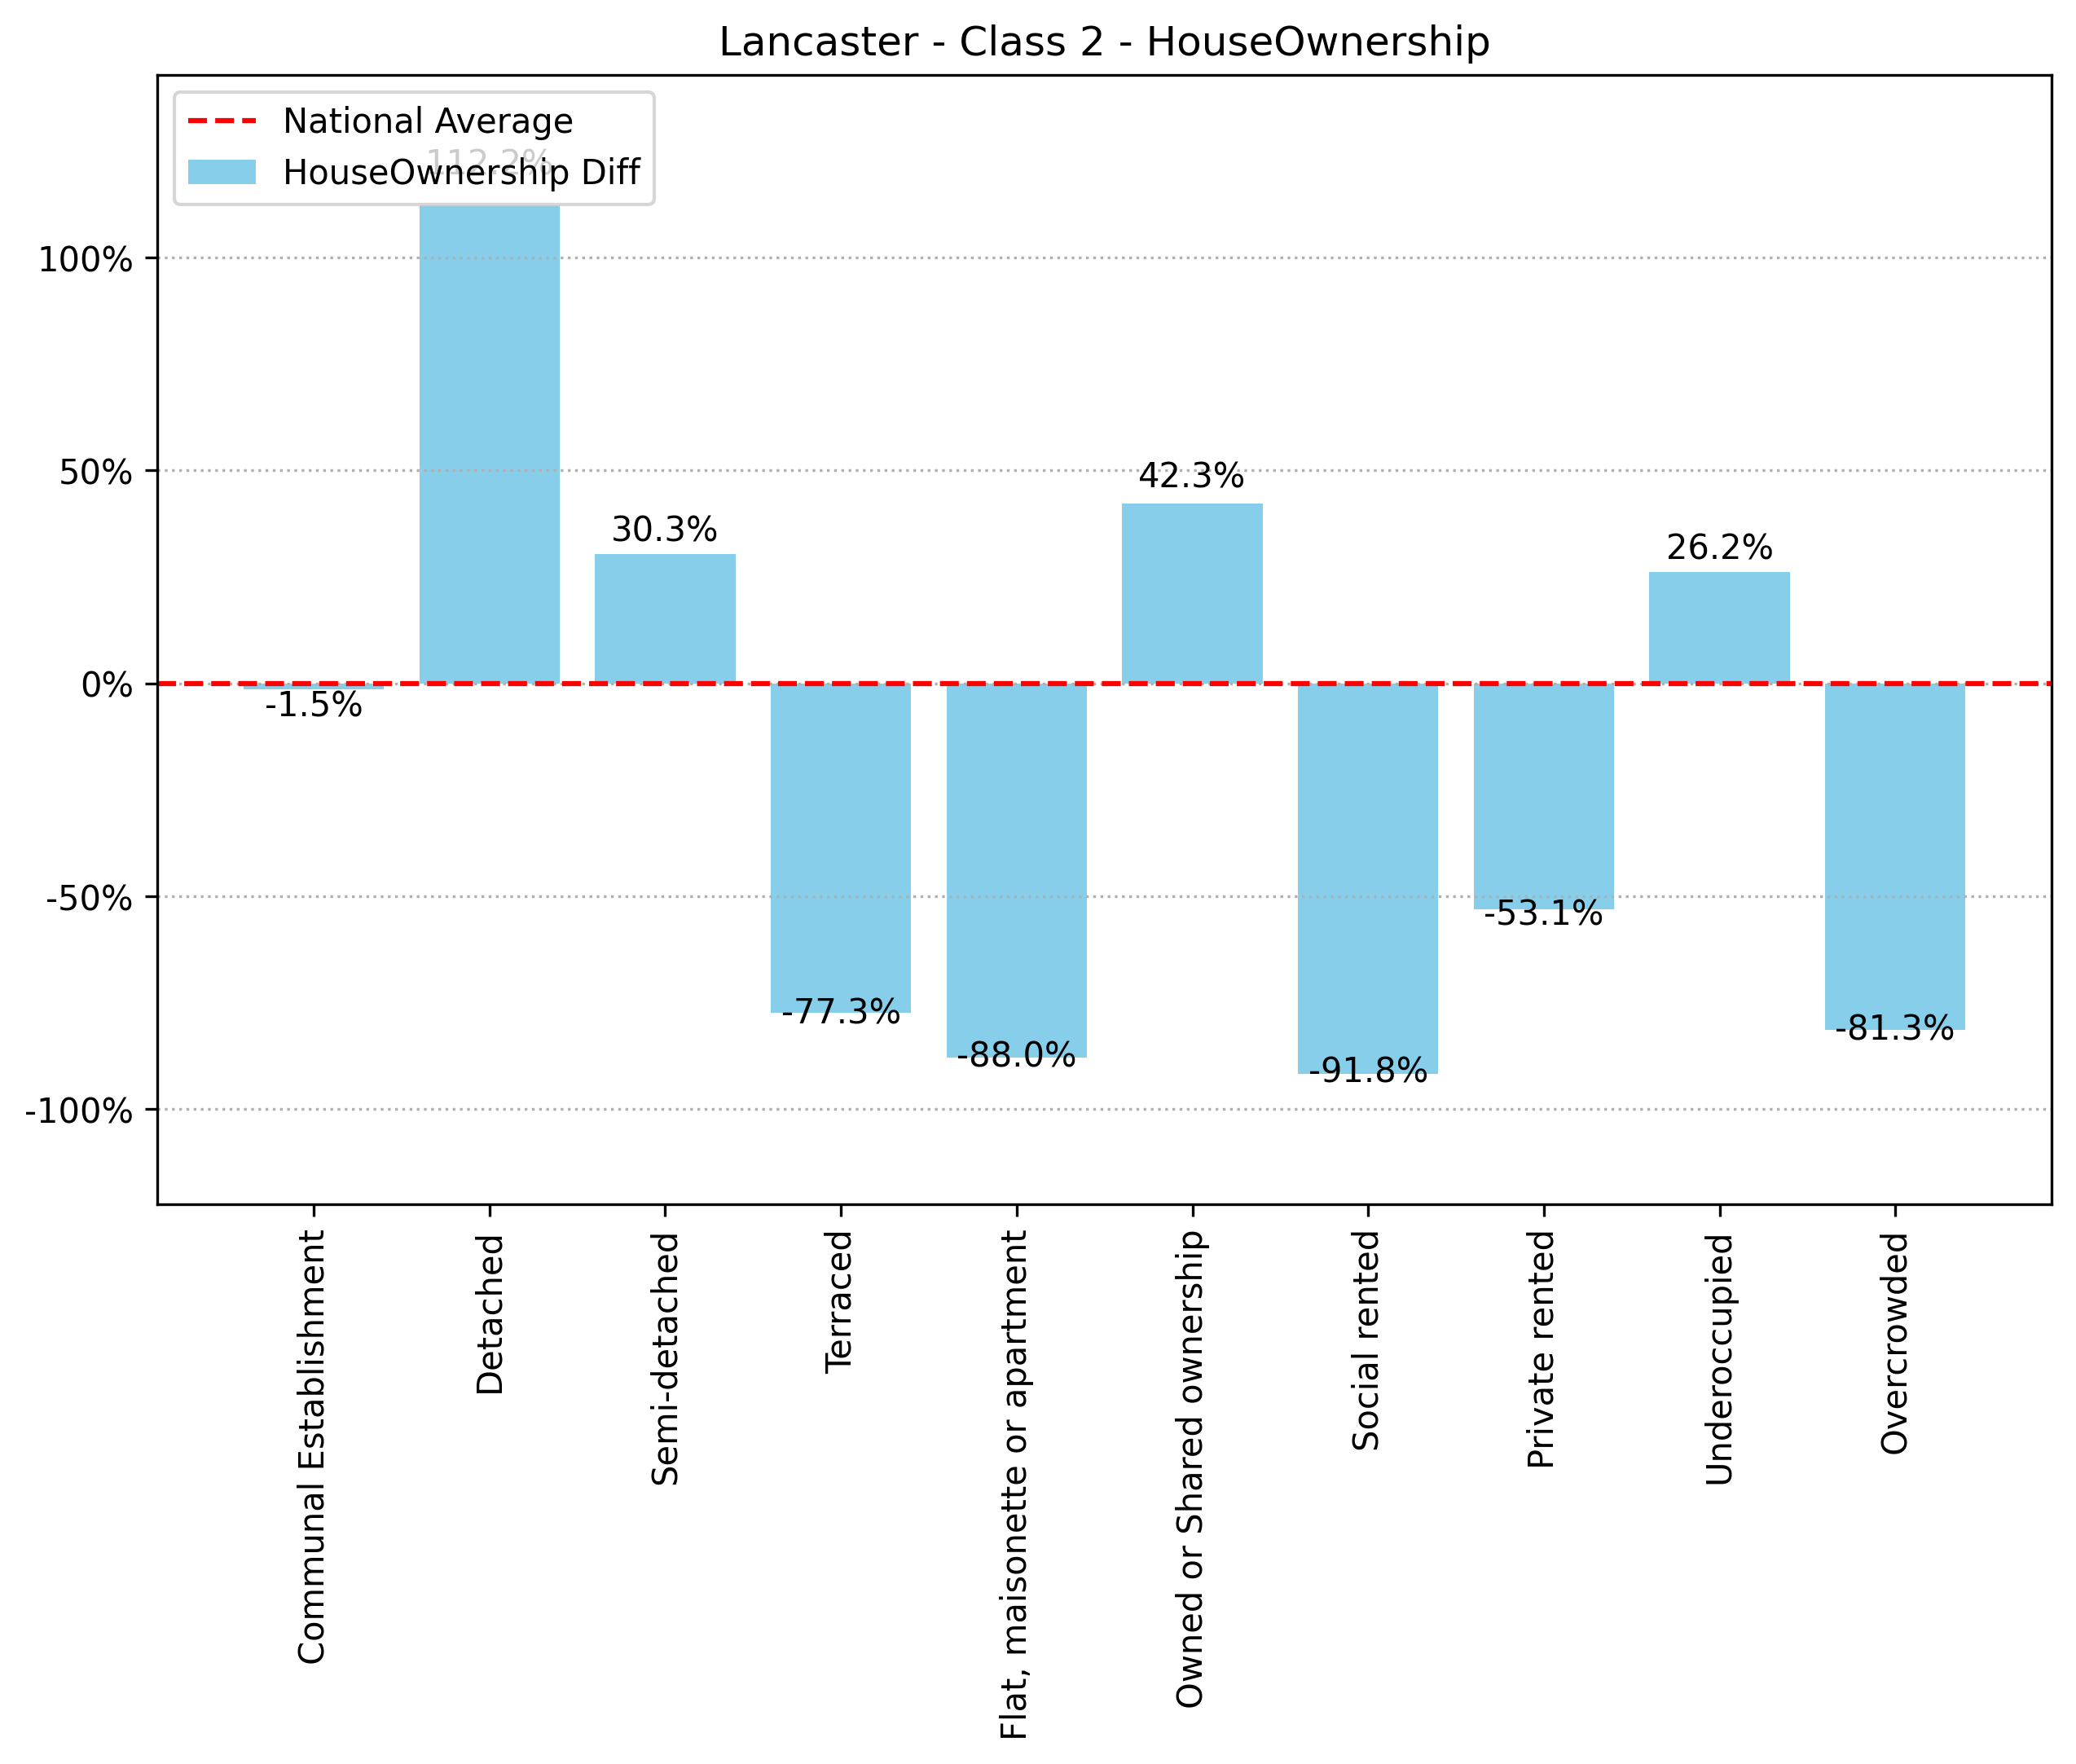 Lancaster - Class 2 - HouseOwnership
National Average
HouseOwnership Diff
112.2%
100%
50%
0%
-50%
-100%
-1.5%
30.3%
-77.3%
-88.0%
42.3%
-91.8%
-53.1%
26.2%
-81.3%
Communal Establishment
Detached
Semi-detached
Terraced
Flat, maisonette or apartment
Owned or Shared ownership
Social rented
Private rented
Underoccupied
Overcrowded